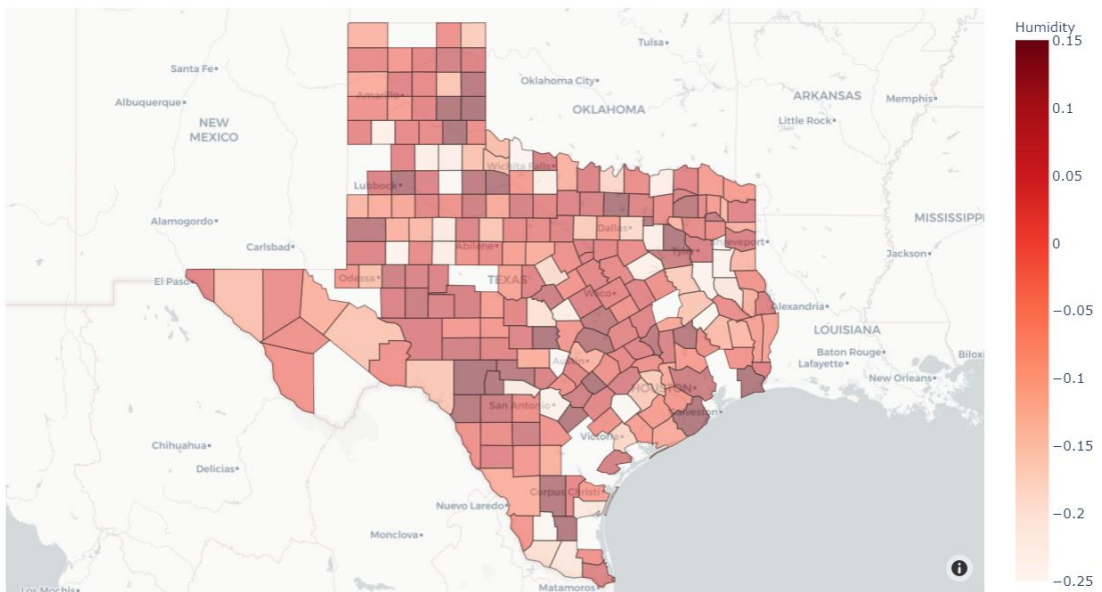 Humidity
0.15
0.1
0.05
0
−0.05
−0.1
−0.15
−0.2
−0.25
Tulsa
Santa Fe
Oklahoma City
Amarillo
ARKANSAS
Memphis
Albuquerque
OKLAHOMA
Little Rock
NEW
MEXICO
Wichita Falls
Lubbock
Alamogordo
MISSISSIPPI
Dallas
Carlsbad
Abilene
Tyler
Shreveport
Jackson
El Paso
Odessa
TEXAS
Waco
Alexandria
LOUISIANA
Austin
Baton Rouge
Biloxi
Lafayette
New Orleans
HOUSTON
San Antonio
Galveston
Chihuahua
Victoria
Delicias
Corpus Christi
Nuevo Laredo
Monclova
i
Los Mochis
Matamoros